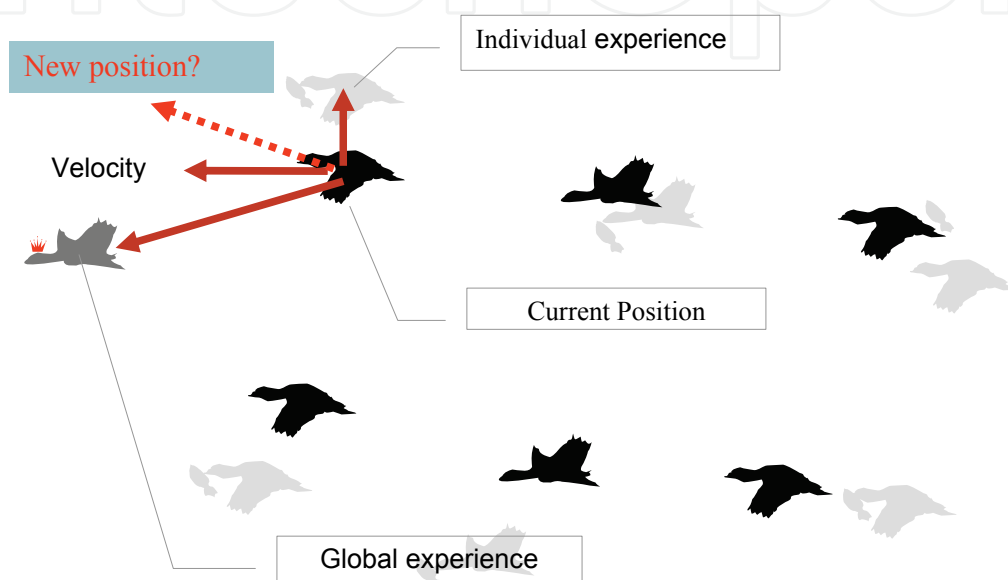 Individual experience
New position?
Velocity
Current Position
Global experience